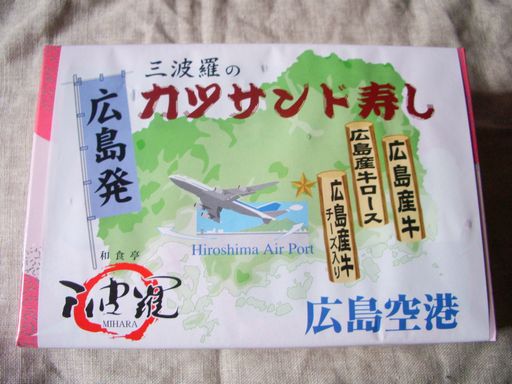 三波羅の
カツサンド寿し
広島発
広島産牛
広島産牛ロース
広島産牛
チーズ入り
Hiroshima Air Port
和食亭
三波羅
MIHARA
広島空港